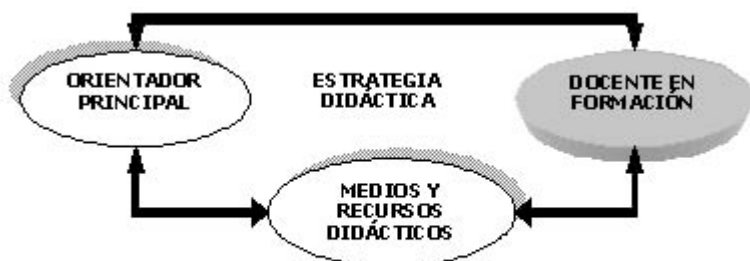 ORIENTADOR
PRINCIPAL
ESTRATEGIA
DIDÁCTICA
DOCENTE EN
FORMACIÓN
MEDIOS Y
RECURSOS
DIDÁCTICOS